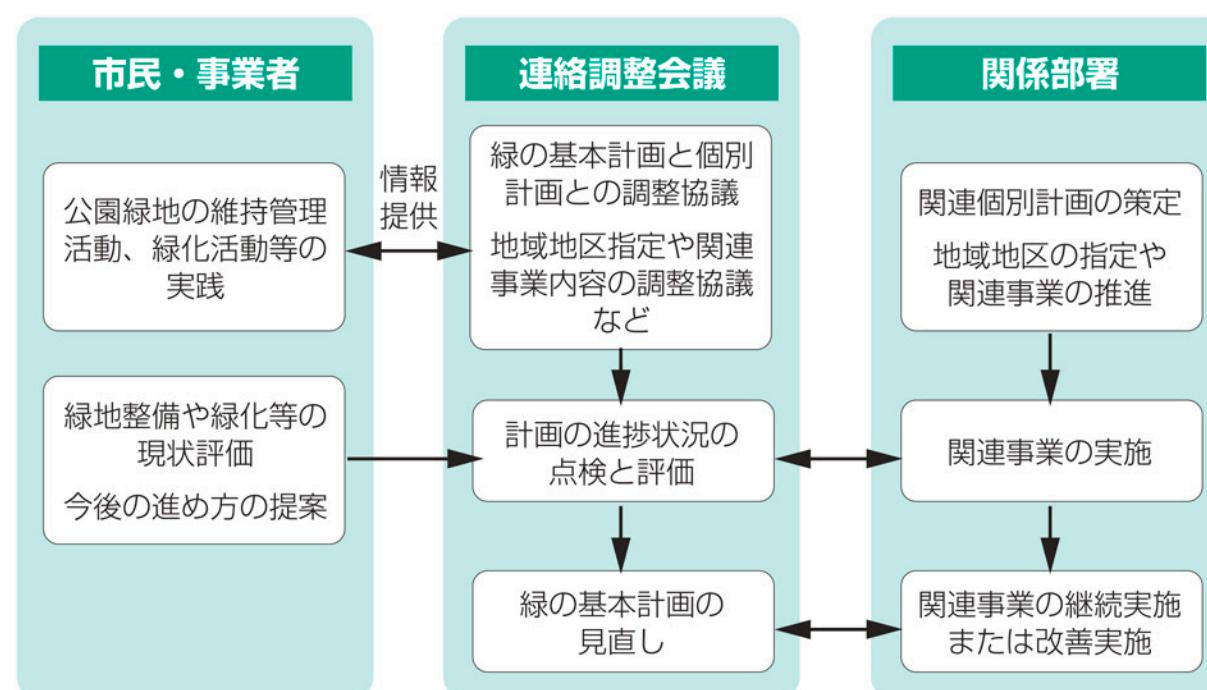 市民・事業者
公園緑地の維持管理
活動、緑化活動等の
実践
緑地整備や緑化等の
現状評価
今後の進め方の提案
情報
提供
連絡調整会議
緑の基本計画と個別
計画との調整協議
地域地区指定や関連
事業内容の調整協議
など
計画の進捗状況の
点検と評価
緑の基本計画の
見直し
関係部署
関連個別計画の策定
地域地区の指定や
関連事業の推進
関連事業の実施
関連事業の継続実施
または改善実施